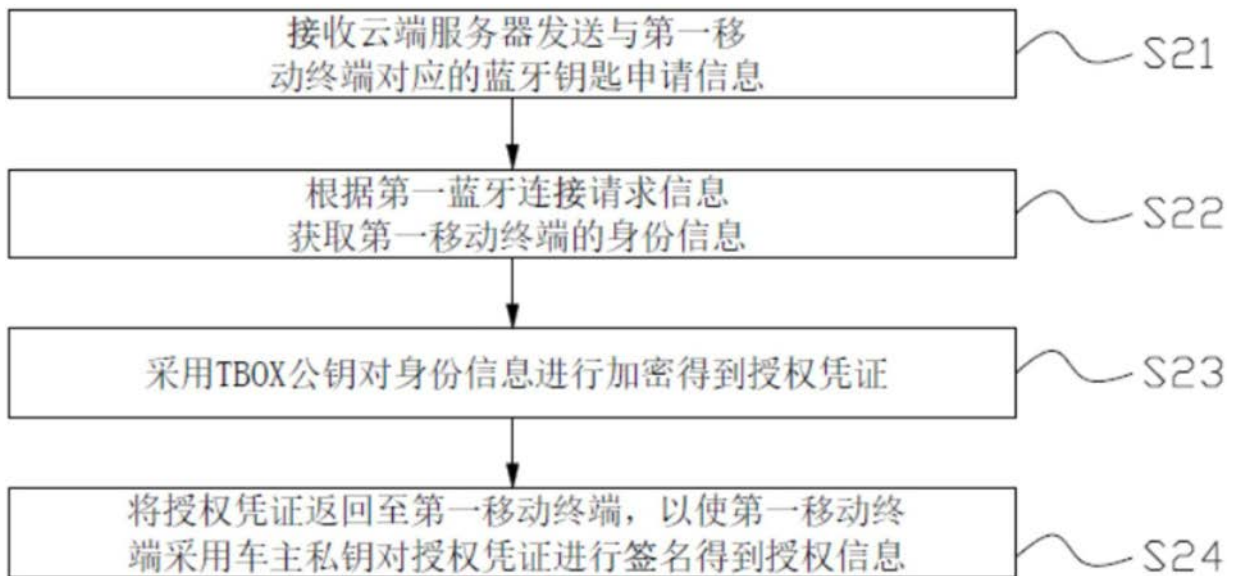 接收云端服务器发送与第一移
动终端对应的蓝牙钥匙申请信息
S21
根据第一蓝牙连接请求信息
获取第一移动终端的身份信息
S22
采用TBOX公钥对身份信息进行加密得到授权凭证
S23
将授权凭证返回至第一移动终端，以使第一移动终
端采用车主私钥对授权凭证进行签名得到授权信息
S24